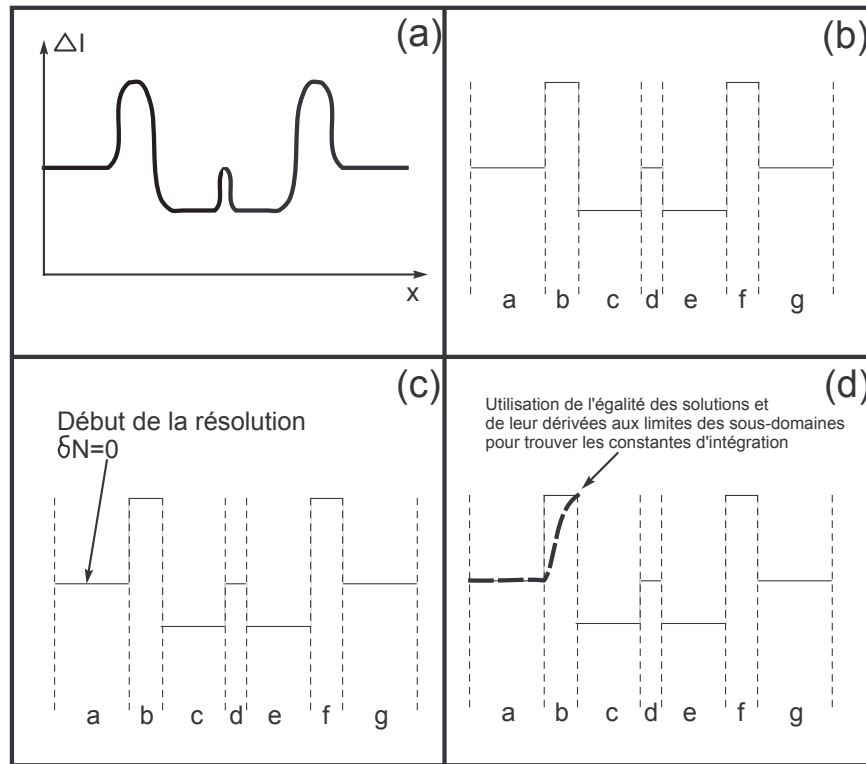 (a)
ΔI
x
(b)
a b c d e f g
(c)
Début de la résolution
δN=0
a b c d e f g
(d)
Utilisation de l'égalité des solutions et
de leur dérivées aux limites des sous-domaines
pour trouver les constantes d'intégration
a b c d e f g